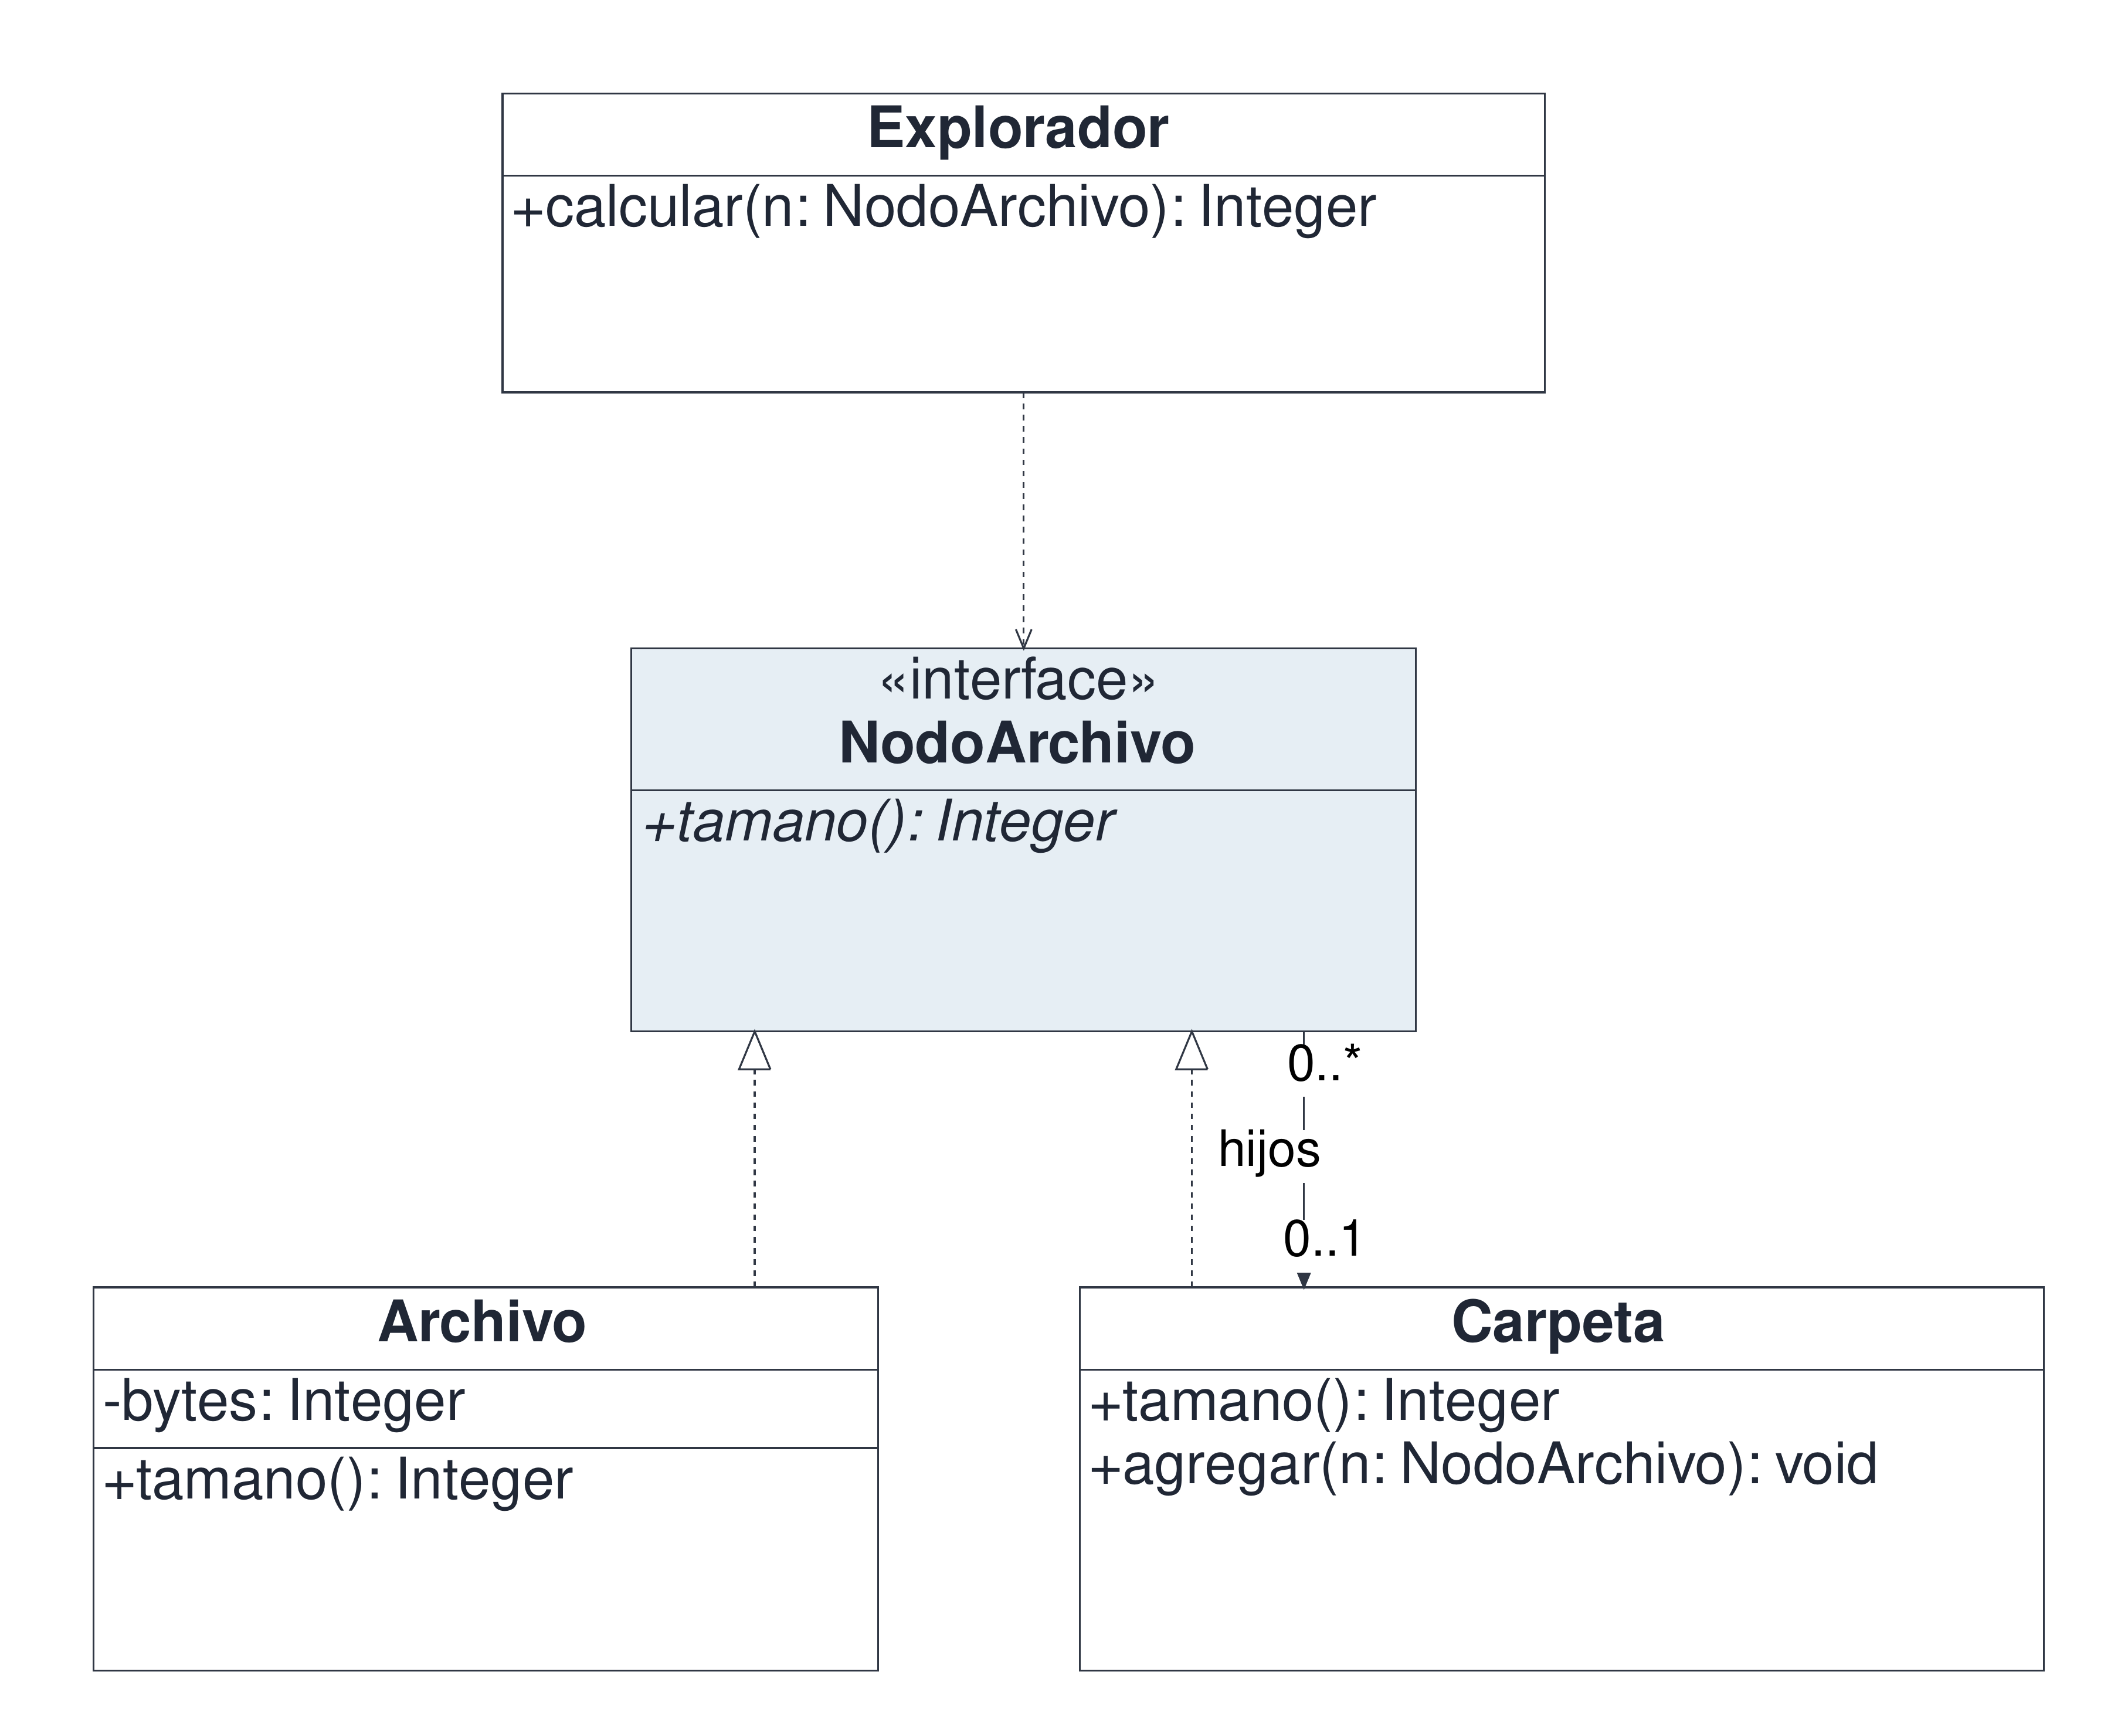 Explorador
+calcular(n: NodoArchivo): Integer
«interface»
NodoArchivo
+tamano(): Integer
0..*
hijos
0..1
Archivo
-bytes: Integer
+tamano(): Integer
Carpeta
+tamano(): Integer
+agregar(n: NodoArchivo): void